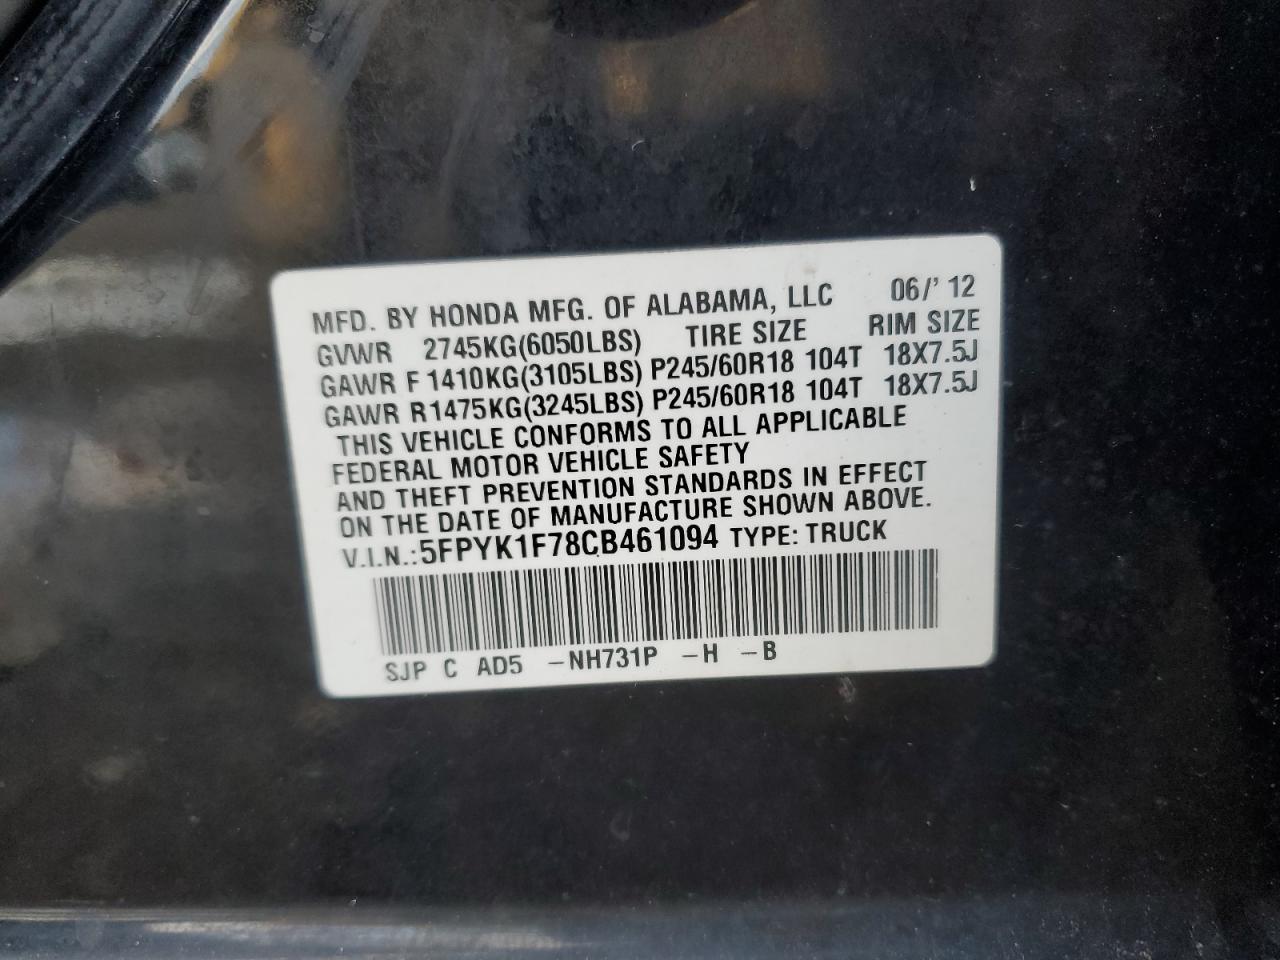 MFD. BY HONDA MFG. OF ALABAMA, LLC 06/' 12
GVWR 2745KG(6050LBS) TIRE SIZE RIM SIZE
GAWR F 1410KG(3105LBS) P245/60R18 104T 18X7.5J
GAWR R1475KG(3245LBS) P245/60R18 104T 18X7.5J
THIS VEHICLE CONFORMS TO ALL APPLICABLE
FEDERAL MOTOR VEHICLE SAFETY
AND THEFT PREVENTION STANDARDS IN EFFECT
ON THE DATE OF MANUFACTURE SHOWN ABOVE.
V.I.N.:5FPYK1F78CB461094 TYPE: TRUCK
SJP C AD5 -NH731P -H -B